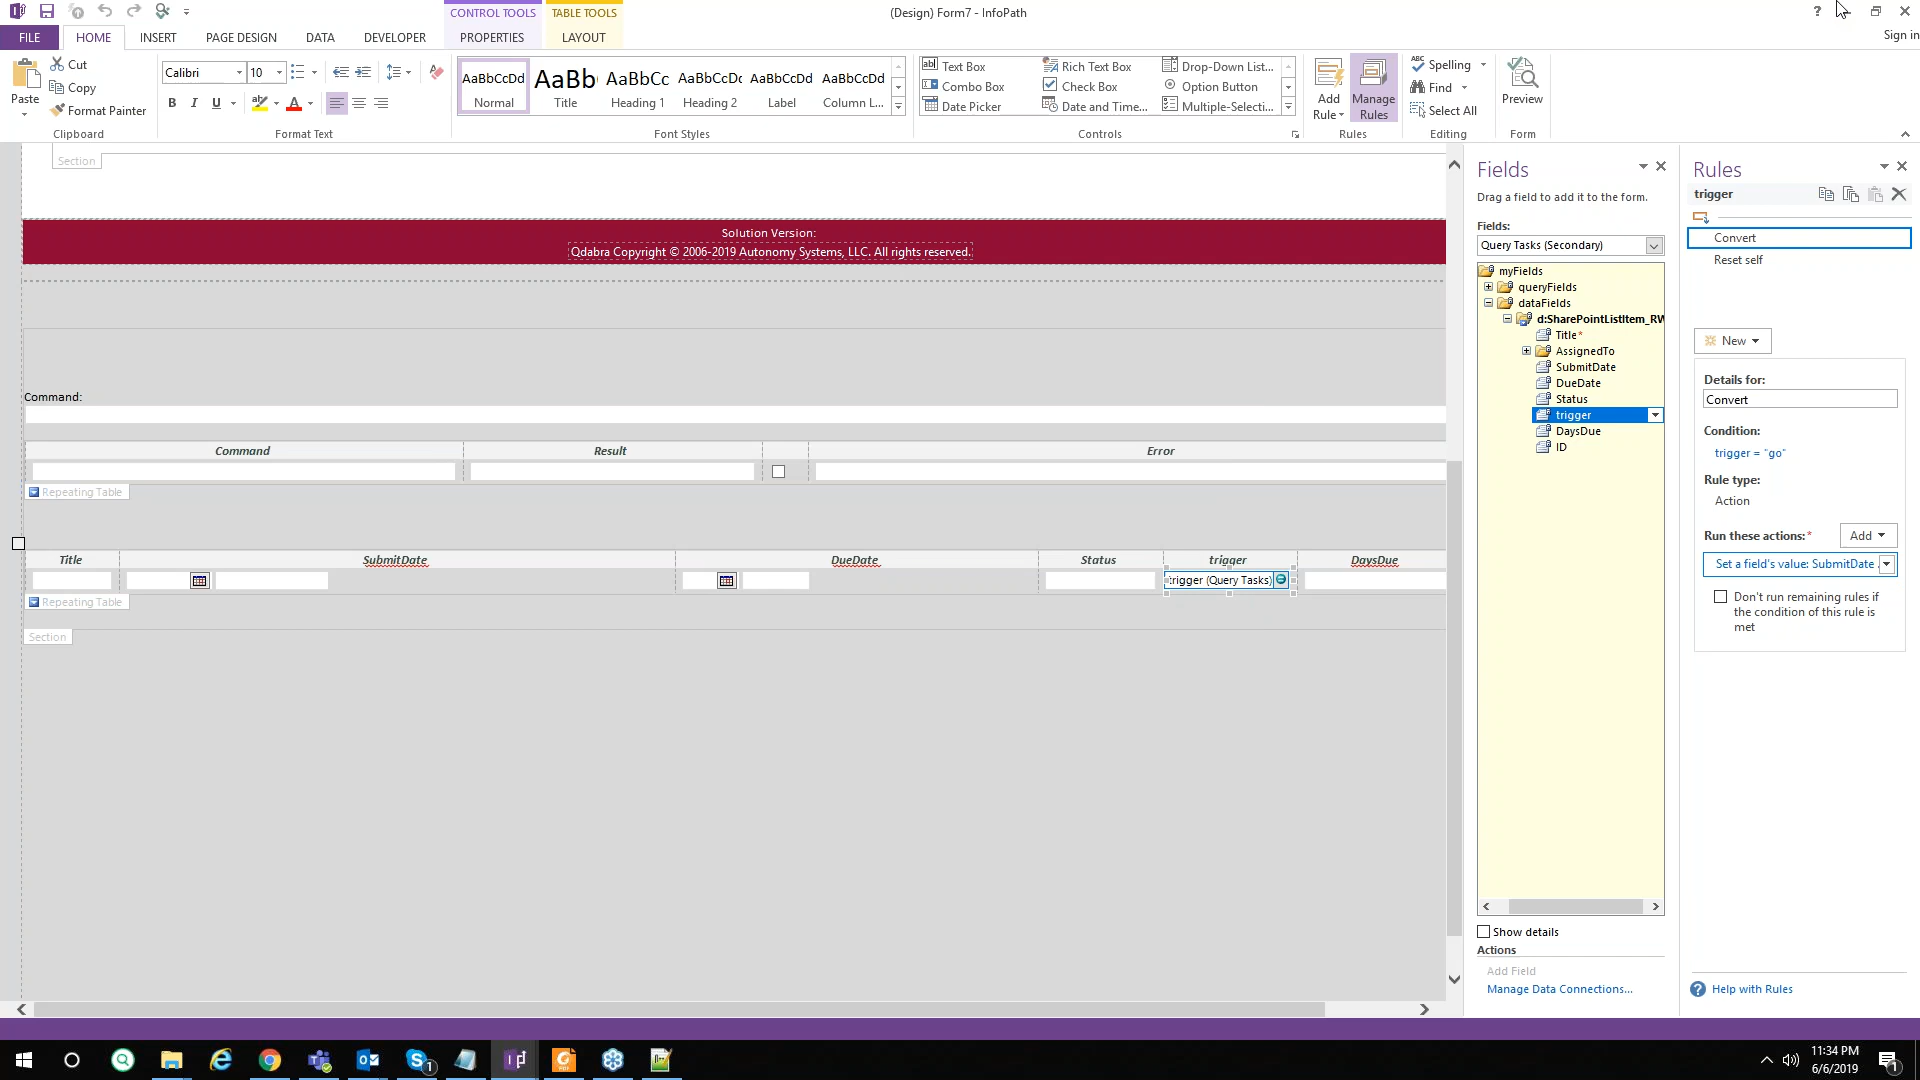 CONTROL TOOLS
TABLE TOOLS
(Design) Form7 - InfoPath
?
Sign in
FILE
HOME
INSERT
PAGE DESIGN
DATA
DEVELOPER
PROPERTIES
LAYOUT
Paste
Cut
Copy
Format Painter
Clipboard
Calibri
10
B I U
A
Format Text
AaBbCcDd
Normal
AaBb
Title
AaBbCc
Heading 1
AaBbCcDc
Heading 2
AaBbCcDd
Label
AaBbCcDd
Column L...
Font Styles
Text Box
Combo Box
Date Picker
Rich Text Box
Check Box
Date and Time...
Drop-Down List...
Option Button
Multiple-Selecti...
Controls
Add
Rule
Manage
Rules
Rules
Spelling
Find
Select All
Editing
Preview
Form
Section
Solution Version:
Qdabra Copyright © 2006-2019 Autonomy Systems, LLC. All rights reserved.
Command:
Command
Result
Error
Repeating Table
Title
SubmitDate
DueDate
Status
trigger
DaysDue
trigger (Query Tasks)
Repeating Table
Section
Fields
Drag a field to add it to the form.
Fields:
Query Tasks (Secondary)
myFields
queryFields
dataFields
d:SharePointListItem_RW
Title*
AssignedTo
SubmitDate
DueDate
Status
trigger
DaysDue
ID
Show details
Actions
Add Field
Manage Data Connections...
Rules
trigger
Convert
Reset self
New
Details for:
Convert
Condition:
trigger = "go"
Rule type:
Action
Run these actions:*
Add
Set a field's value: SubmitDate
Don't run remaining rules if
the condition of this rule is
met
Help with Rules
11:34 PM
6/6/2019
1
1